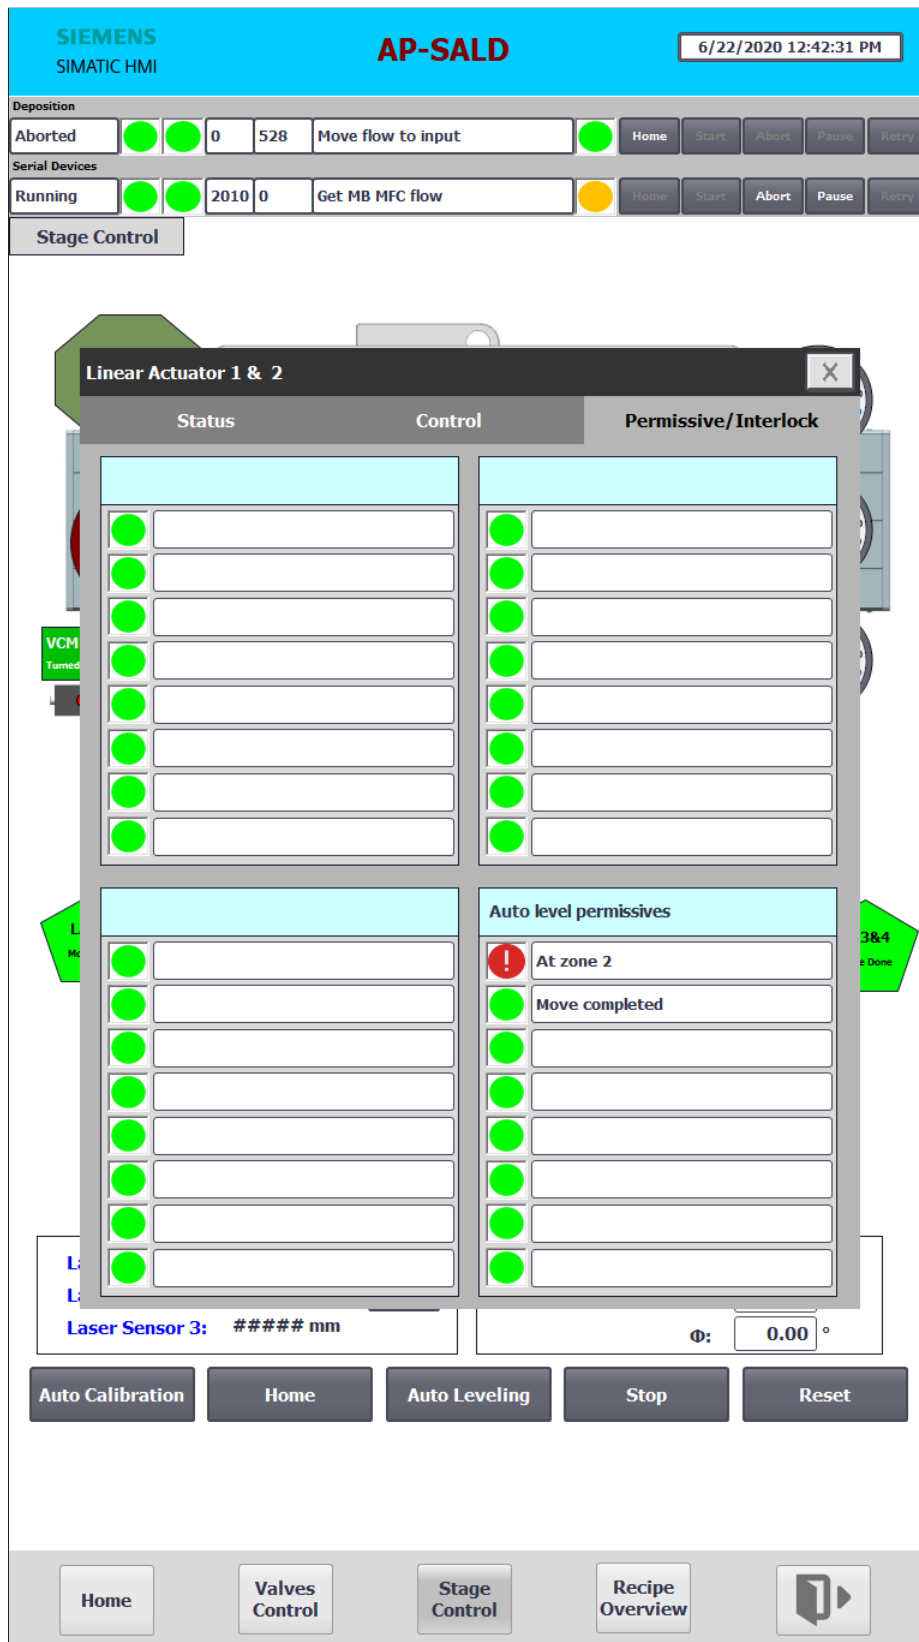 SIEMENS
SIMATIC HMI
AP-SALD
6/22/2020 12:42:31 PM
Deposition
Aborted 0 528 Move flow to input Home Start Abort Pause Retry
Serial Devices
Running 2010 0 Get MB MFC flow Home Start Abort Pause Retry
Stage Control
Linear Actuator 1 & 2 X
Status Control Permissive/Interlock
VCM
Turned
Auto level permissives
At zone 2
Move completed
3&4
Done
Laser Sensor 3: ##### mm
Φ: 0.00 °
Auto Calibration Home Auto Leveling Stop Reset
Home Valves Control Stage Control Recipe Overview